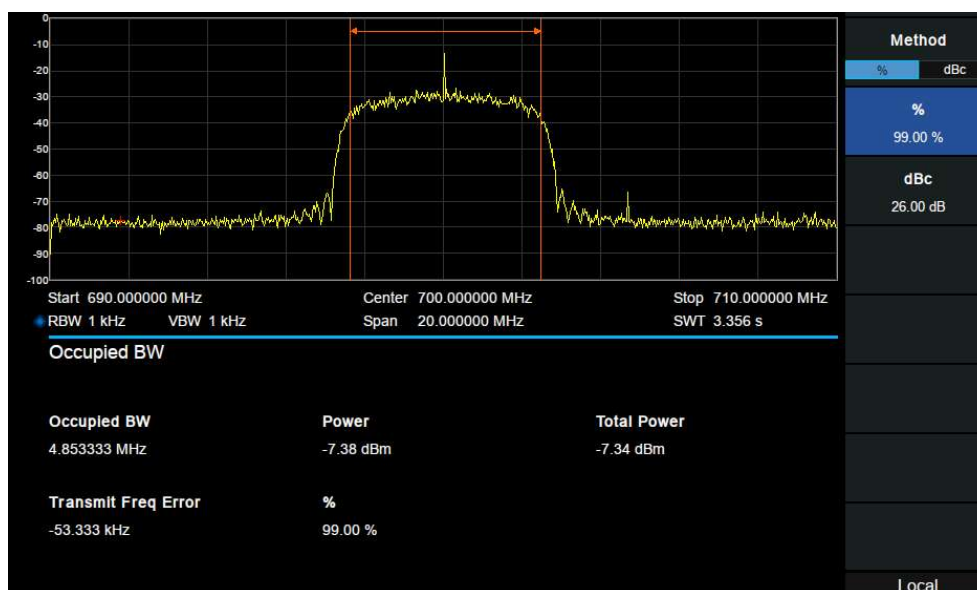 0
-10
-20
-30
-40
-50
-60
-70
-80
-90
-100
Start 690.000000 MHz Center 700.000000 MHz Stop 710.000000 MHz
RBW 1 kHz VBW 1 kHz Span 20.000000 MHz SWT 3.356 s
Occupied BW
Occupied BW Power Total Power
4.853333 MHz -7.38 dBm -7.34 dBm
Transmit Freq Error %
-53.333 kHz 99.00 %
Method
% dBc
%
99.00 %
dBc
26.00 dB
Local